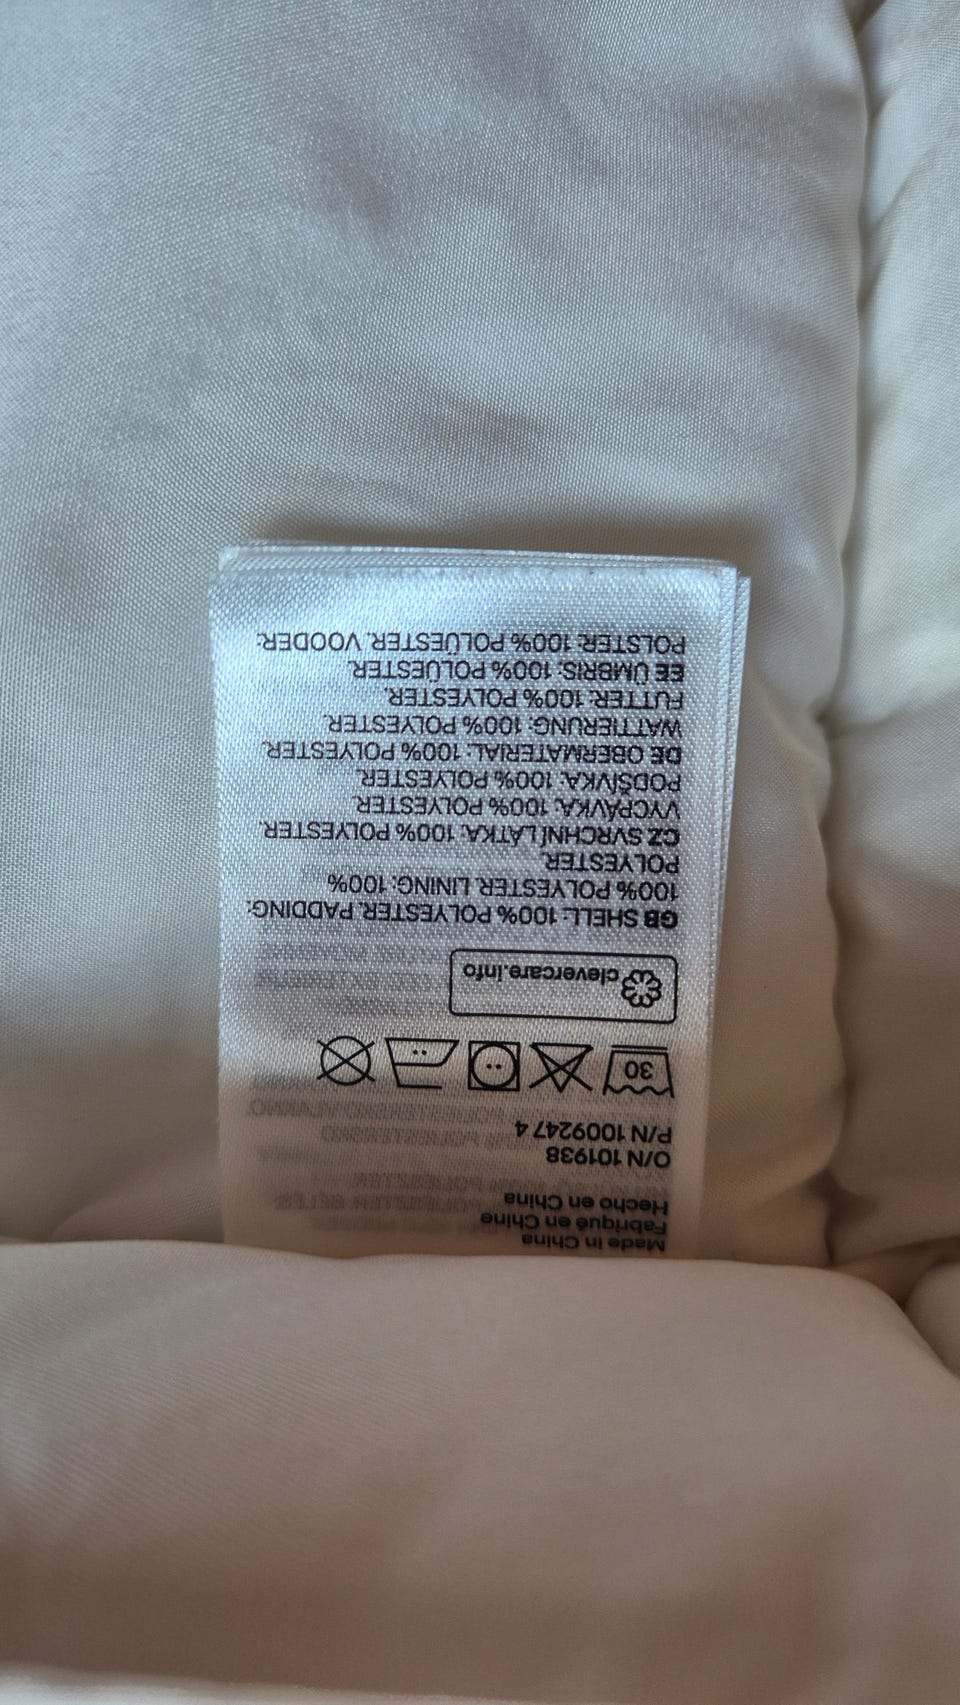 Made in China
Fabriqué en Chine
Hecho en China
O/N 101938
P/N 1009247 4
30
clevercare.info
GB SHELL: 100% POLYESTER. PADDING:
100% POLYESTER. LINING: 100%
POLYESTER.
CZ SVRCHNÍ LÁTKA: 100% POLYESTER.
VYCPÁVKA: 100% POLYESTER.
PODŠÍVKA: 100% POLYESTER.
DE OBERMATERIAL: 100% POLYESTER.
WATTIERUNG: 100% POLYESTER.
FUTTER: 100% POLYESTER.
EE ÜMBRIS: 100% POLÜESTER.
POLSTER: 100% POLÜESTER. VOODER: